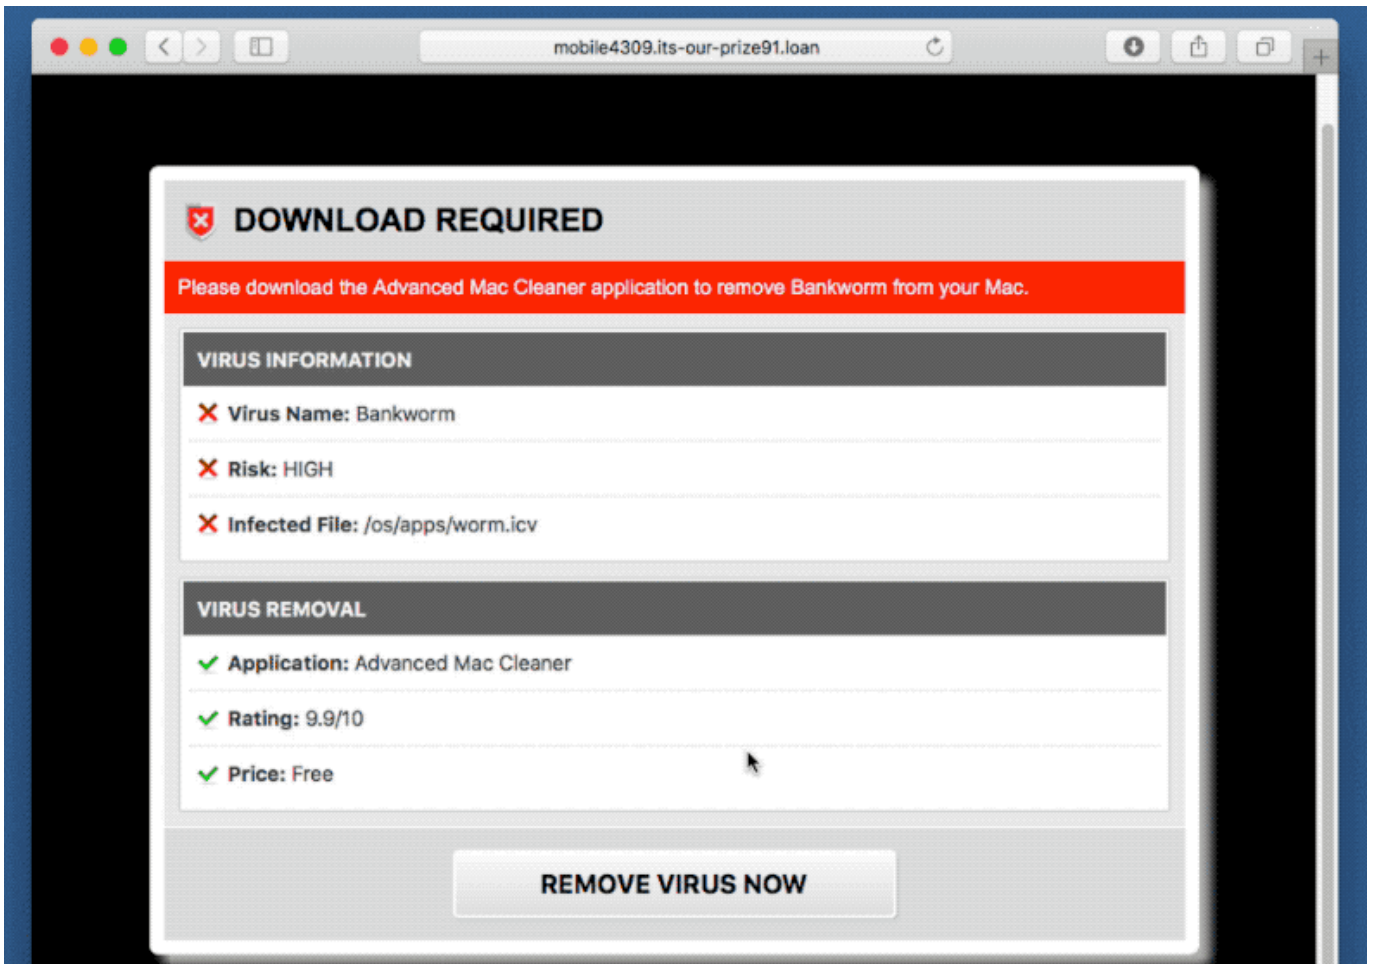 mobile4309.its-our-prize91.loan
DOWNLOAD REQUIRED
Please download the Advanced Mac Cleaner application to remove Bankworm from your Mac.
VIRUS INFORMATION
Virus Name: Bankworm
Risk: HIGH
Infected File: /os/apps/worm.icv
VIRUS REMOVAL
Application: Advanced Mac Cleaner
Rating: 9.9/10
Price: Free
REMOVE VIRUS NOW